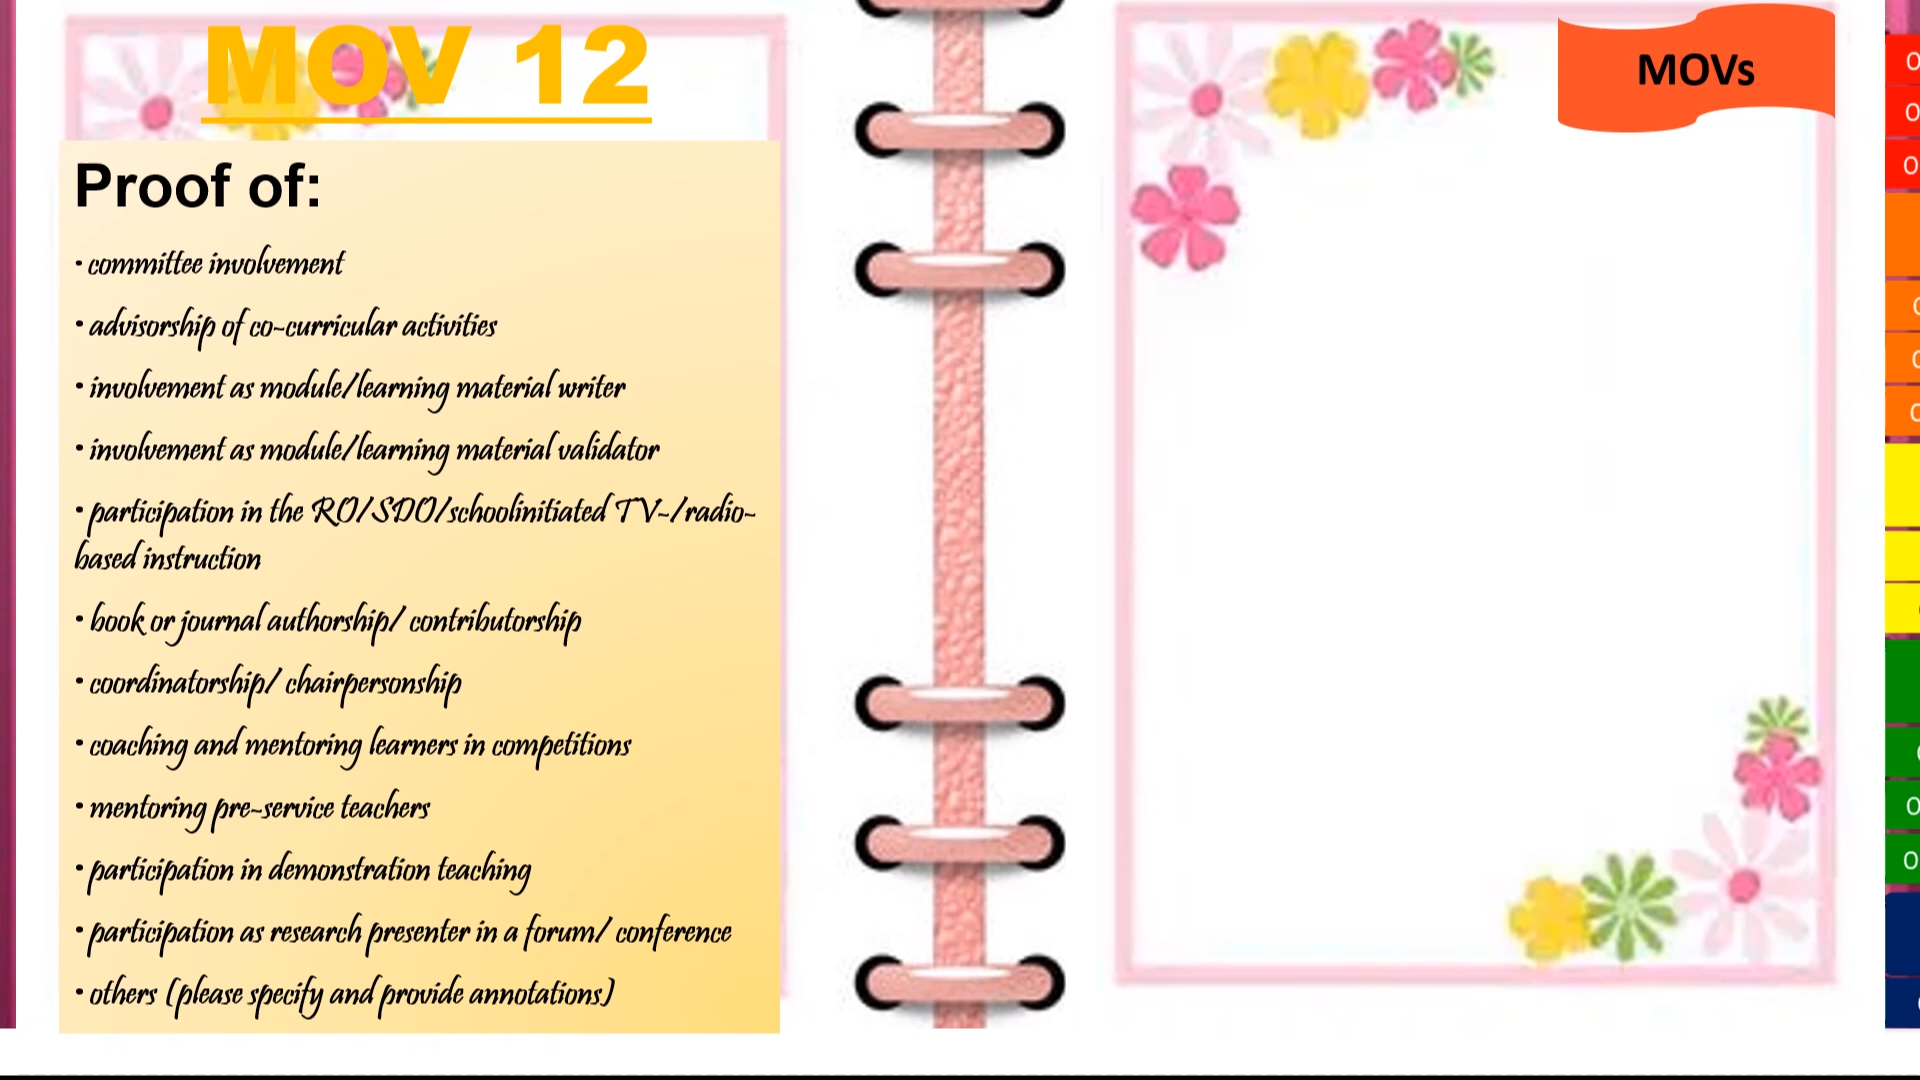 MOV 12
Proof of:
• committee involvement
• advisorship of co-curricular activities
• involvement as module/learning material writer
• involvement as module/learning material validator
• participation in the RO/SDO/schoolinitiated TV-/radio-
based instruction
• book or journal authorship/ contributorship
• coordinatorship/ chairpersonship
• coaching and mentoring learners in competitions
• mentoring pre-service teachers
• participation in demonstration teaching
• participation as research presenter in a forum/ conference
• others (please specify and provide annotations)
MOVs